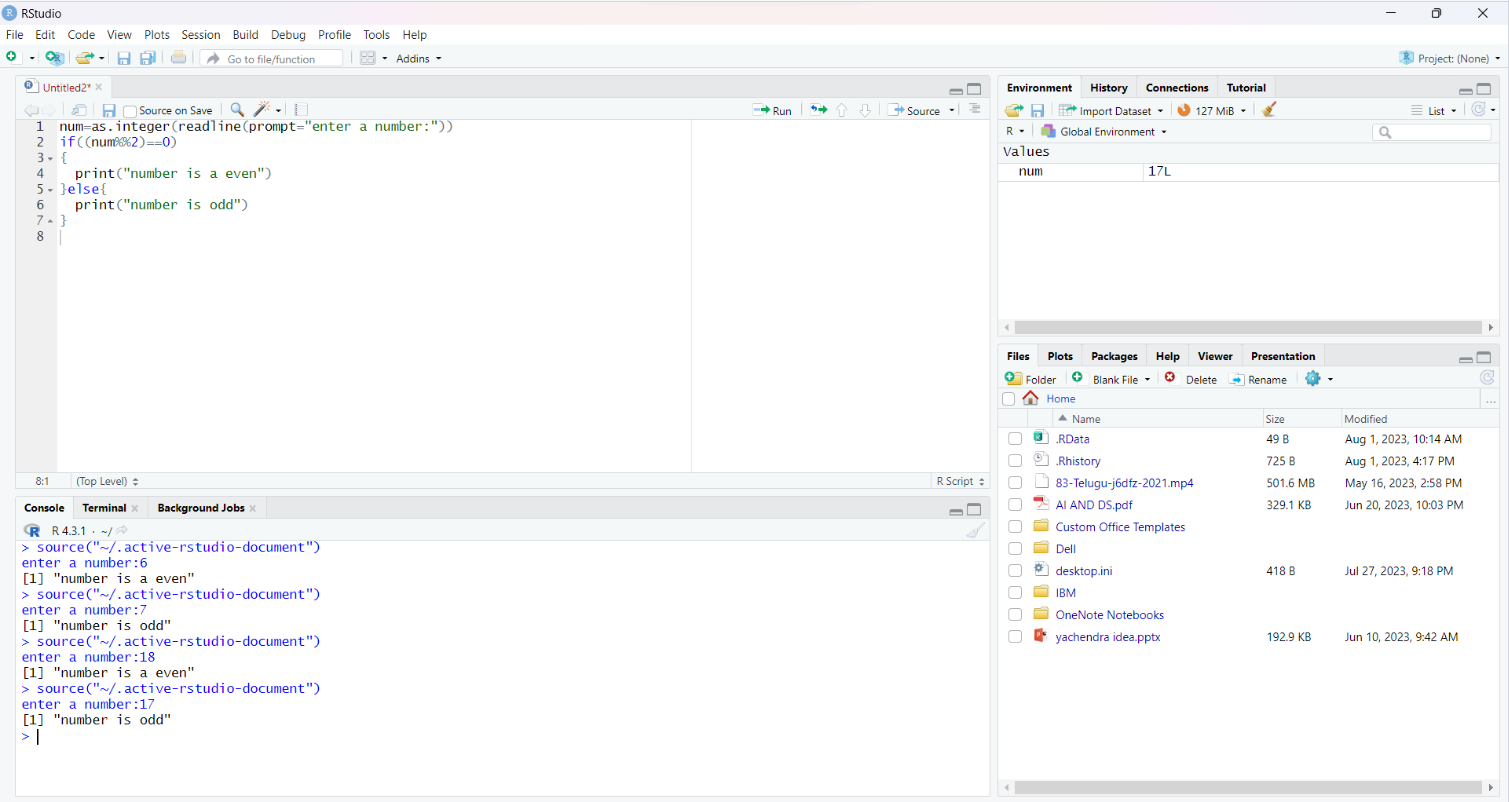 RStudio
File Edit Code View Plots Session Build Debug Profile Tools Help
Go to file/function Addins Project: (None)
Untitled2*
Source on Save Run Source
1 num=as.integer(readline(prompt="enter a number:"))
2 if((num%%2)==0)
3 {
4 print("number is a even")
5 }else{
6 print("number is odd")
7 }
8
8:1 (Top Level) R Script
Console Terminal Background Jobs
R 4.3.1 · ~/
> source("~/.active-rstudio-document")
enter a number:6
[1] "number is a even"
> source("~/.active-rstudio-document")
enter a number:7
[1] "number is odd"
> source("~/.active-rstudio-document")
enter a number:18
[1] "number is a even"
> source("~/.active-rstudio-document")
enter a number:17
[1] "number is odd"
>
Environment History Connections Tutorial
Import Dataset 127 MiB List
R Global Environment
Values
num 17L
Files Plots Packages Help Viewer Presentation
Folder Blank File Delete Rename
Home ...
Name Size Modified
.RData 49 B Aug 1, 2023, 10:14 AM
.Rhistory 725 B Aug 1, 2023, 4:17 PM
83-Telugu-j6dfz-2021.mp4 501.6 MB May 16, 2023, 2:58 PM
AI AND DS.pdf 329.1 KB Jun 20, 2023, 10:03 PM
Custom Office Templates
Dell
desktop.ini 418 B Jul 27, 2023, 9:18 PM
IBM
OneNote Notebooks
yachendra idea.pptx 192.9 KB Jun 10, 2023, 9:42 AM